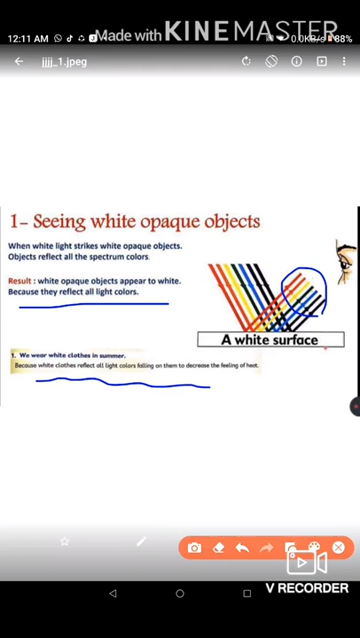 Made with KINEMASTER
12:11 AM 0.0KB/s 88%
jjjj_1.jpeg
1- Seeing white opaque objects
When white light strikes white opaque objects.
Objects reflect all the spectrum colors.
Result : white opaque objects appear to white.
Because they reflect all light colors.
A white surface
1. We wear white clothes in summer.
Because white clothes reflect all light colors falling on them to decrease the feeling of heat.
V RECORDER